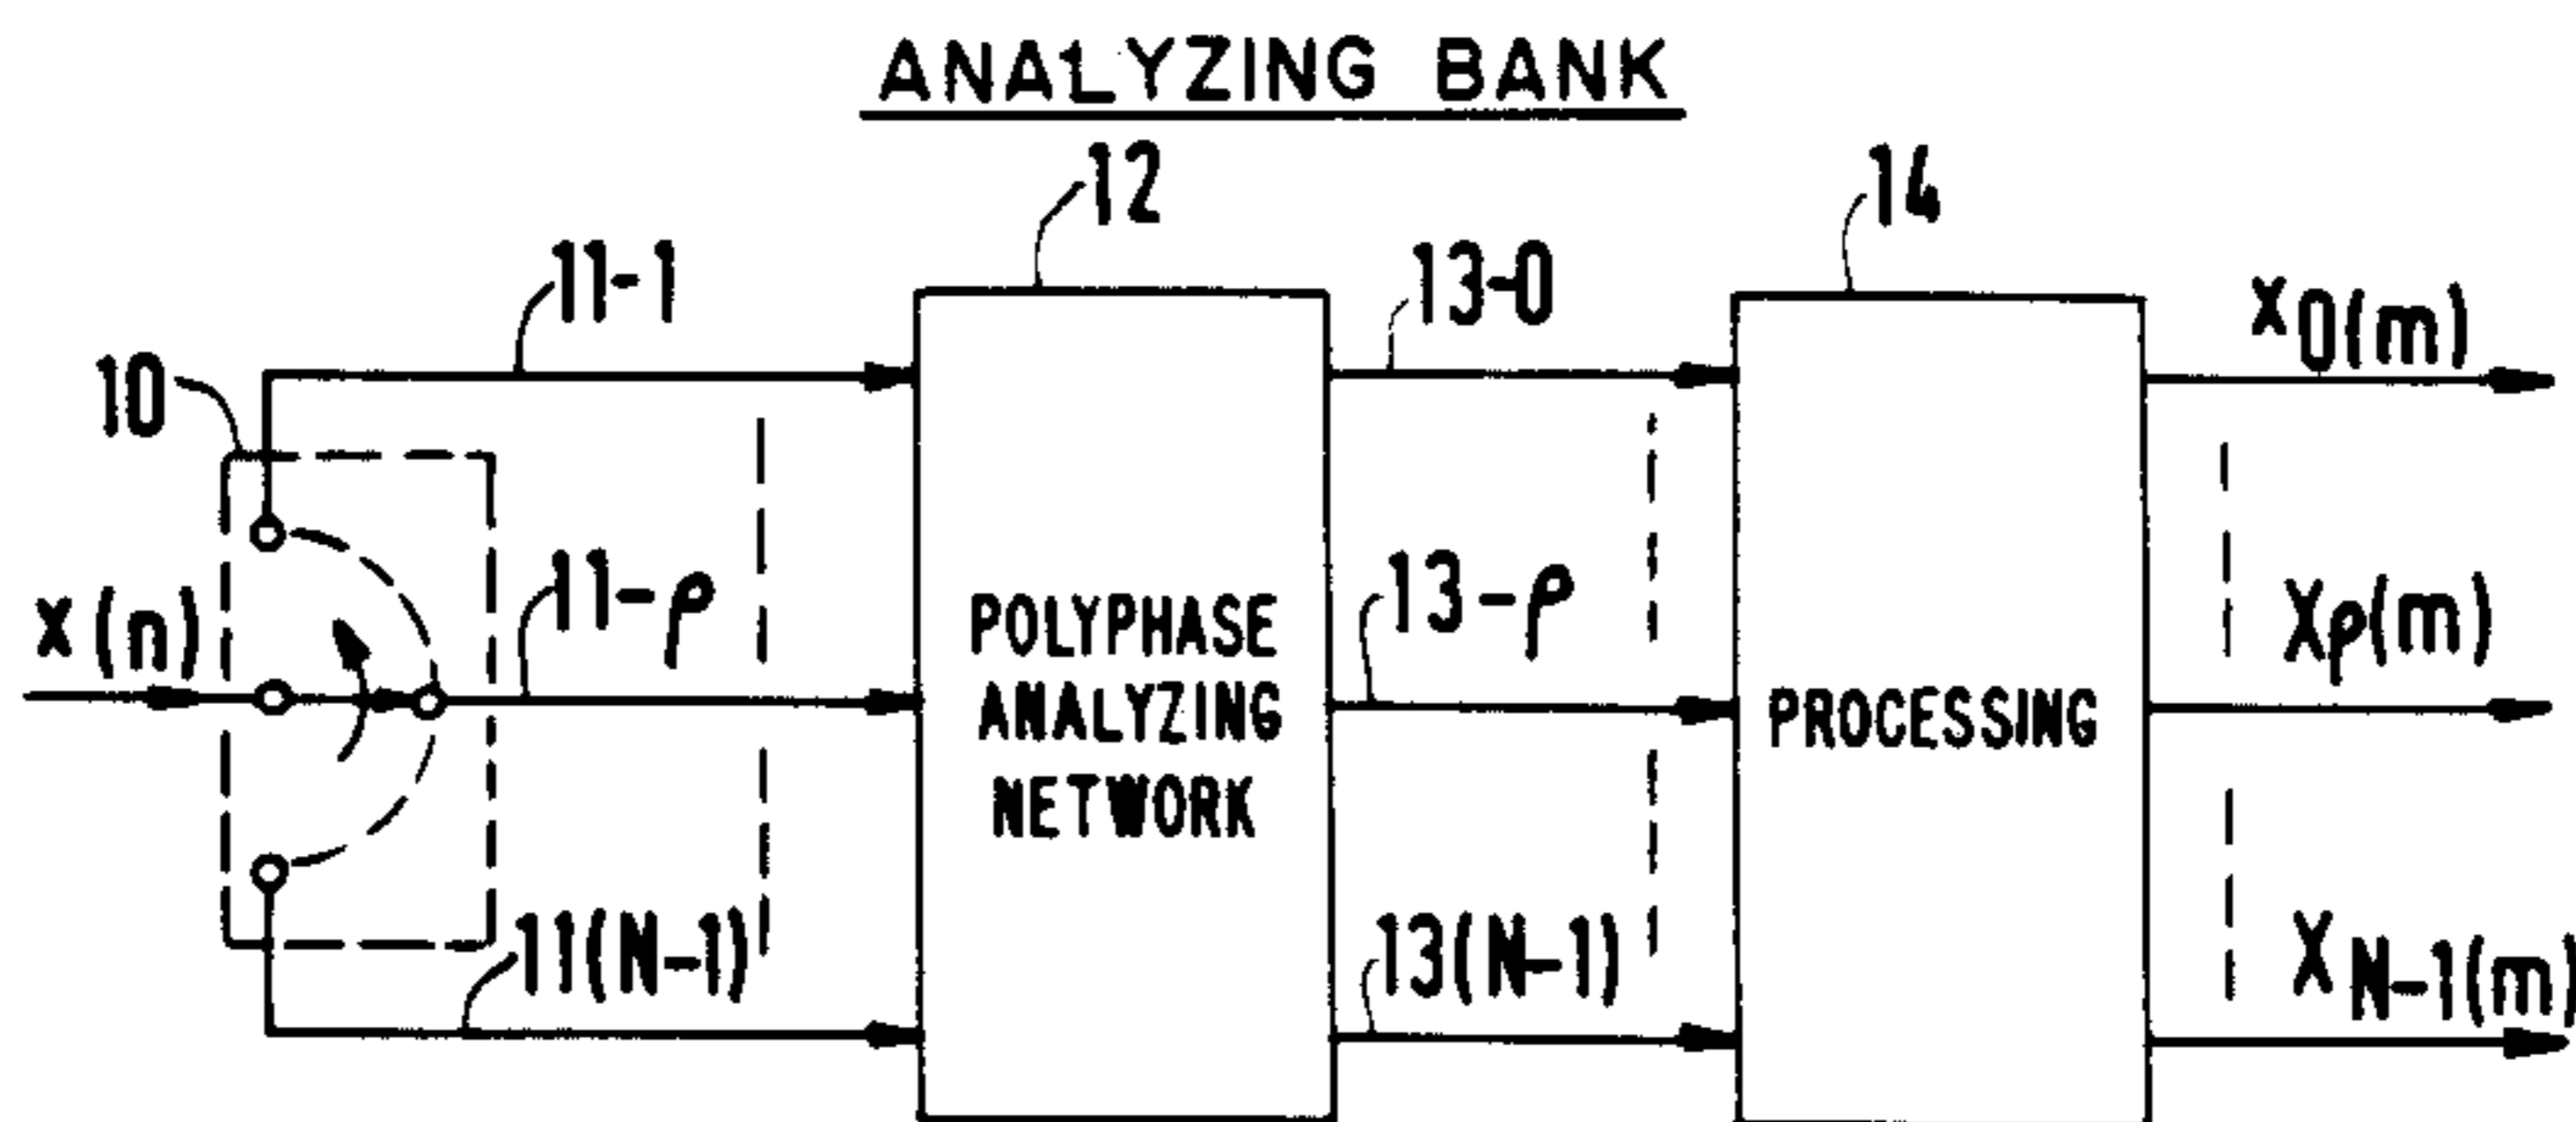 ANALYZING BANK
12
14
11-1
13-0
x0(m)
10
x(n)
11-ρ
13-ρ
Xρ(m)
POLYPHASE
ANALYZING
NETWORK
PROCESSING
11(N-1)
13(N-1)
XN-1(m)